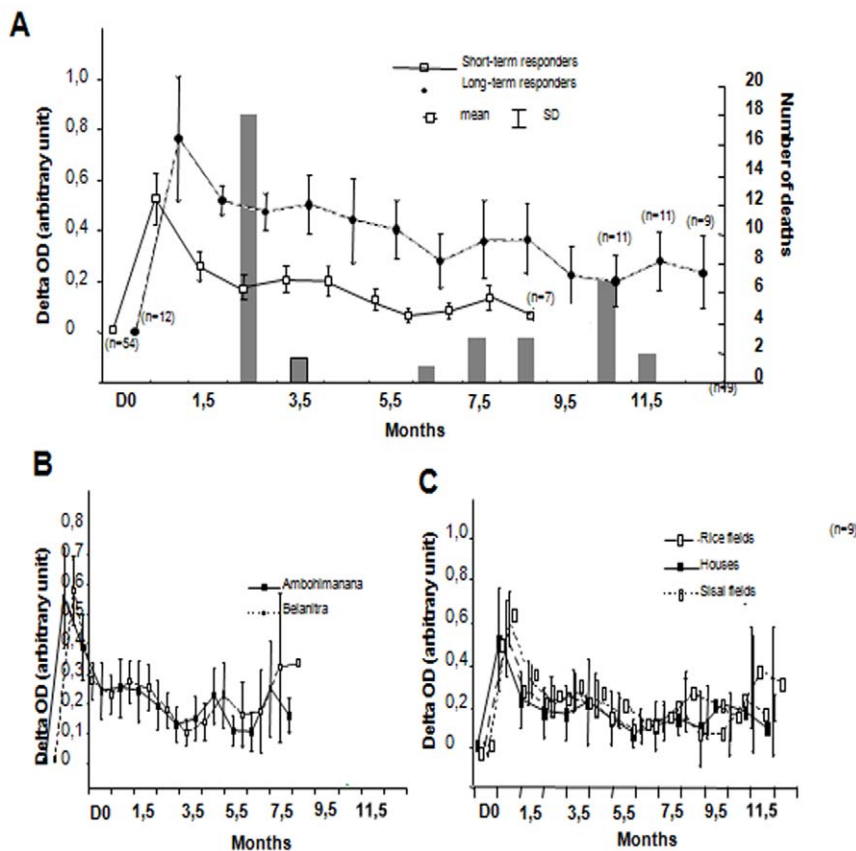 A
Delta OD (arbitrary unit)
1,0
0,8
0,6
0,4
0,2
0
Short-term responders
Long-term responders
mean
SD
20
18
16
14
12
10
8
6
4
2
0
Number of deaths
(n=54)
(n=12)
(n=7)
(n=11)
(n=11)
(n=9)
D0 1,5 3,5 5,5 7,5 9,5 11,5
Months
B
Delta OD (arbitrary unit)
0,8
0,7
0,6
0,5
0,4
0,3
0,2
0,1
0
Ambohimanana
Belanitra
D0 1,5 3,5 5,5 7,5 9,5 11,5
Months
C
Delta OD (arbitrary unit)
1,0
0,8
0,6
0,4
0,2
0
Rice fields
Houses
Sisal fields
(n=9)
D0 1,5 3,5 5,5 7,5 9,5 11,5
Months